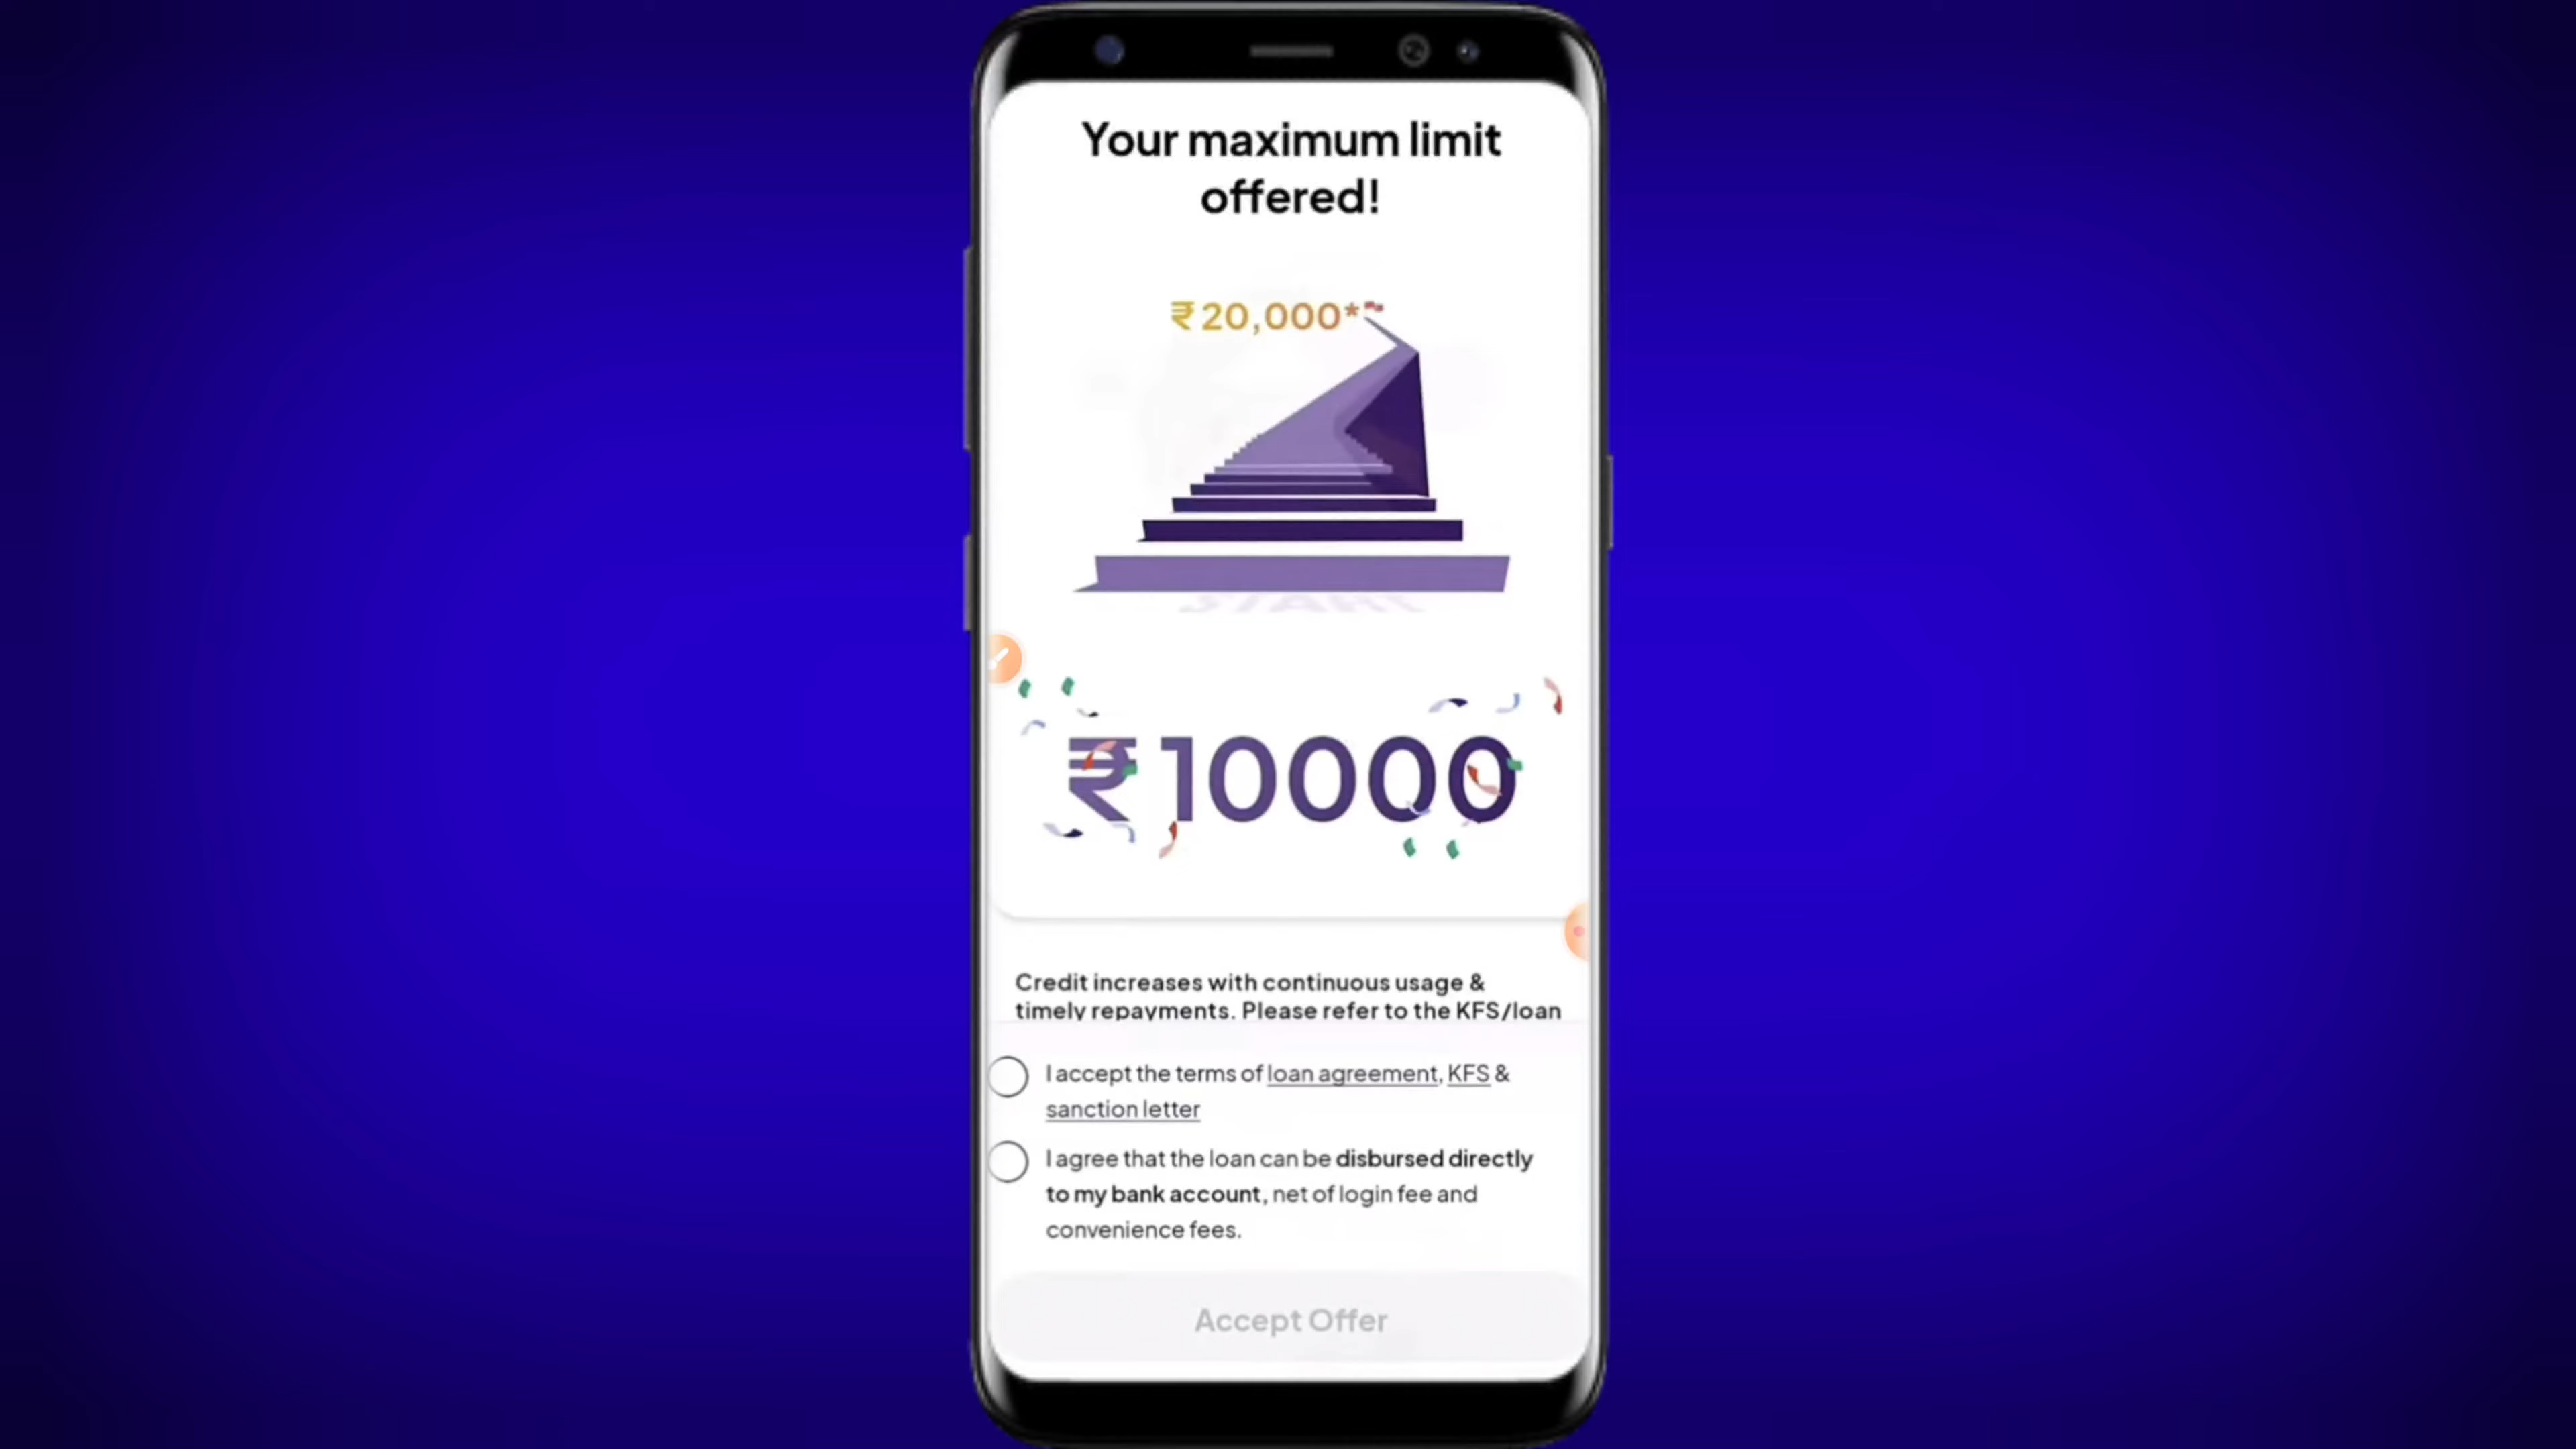 Your maximum limit
offered!
₹20,000*
START
₹10000
Credit increases with continuous usage &
timely repayments. Please refer to the KFS/loan
I accept the terms of loan agreement, KFS &
sanction letter
I agree that the loan can be disbursed directly
to my bank account, net of login fee and
convenience fees.
Accept Offer